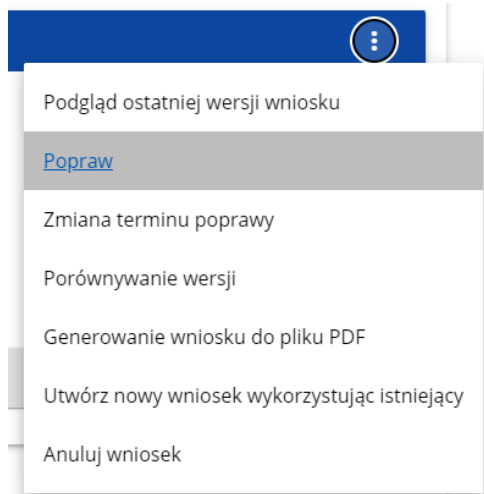 Podgląd ostatniej wersji wniosku
Popraw
Zmiana terminu poprawy
Porównywanie wersji
Generowanie wniosku do pliku PDF
Utwórz nowy wniosek wykorzystując istniejący
Anuluj wniosek